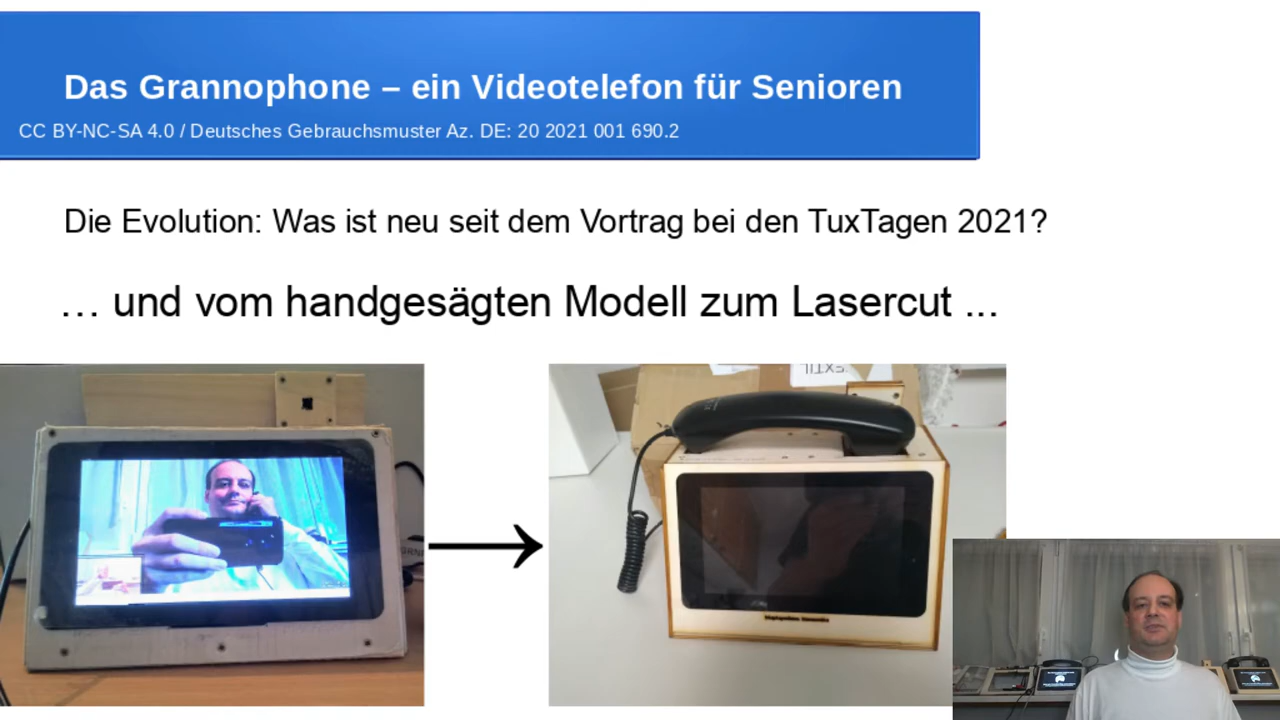 Das Grannophone – ein Videotelefon für Senioren
CC BY-NC-SA 4.0 / Deutsches Gebrauchsmuster Az. DE: 20 2021 001 690.2
Die Evolution: Was ist neu seit dem Vortrag bei den TuxTagen 2021?
… und vom handgesägten Modell zum Lasercut ...